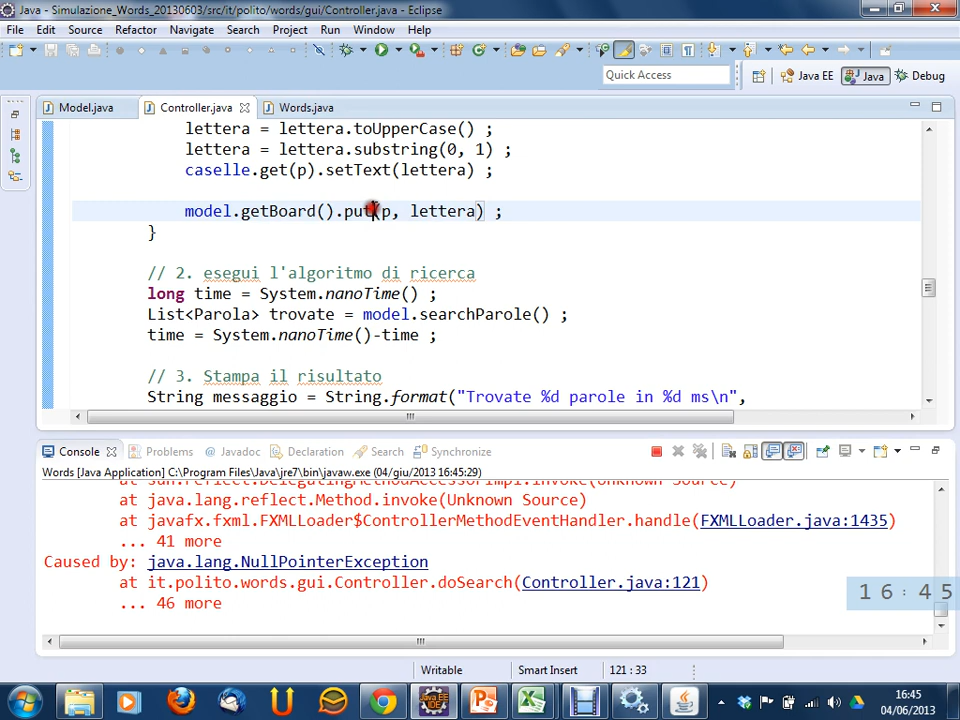 Java - Simulazione_Words_20130603/src/it/polito/words/gui/Controller.java - Eclipse
File Edit Source Refactor Navigate Search Project Run Window Help
Quick Access
Java EE Java Debug
Model.java Controller.java Words.java
lettera = lettera.toUpperCase() ;
lettera = lettera.substring(0, 1) ;
caselle.get(p).setText(lettera) ;
model.getBoard().put(p, lettera) ;
}
// 2. esegui l'algoritmo di ricerca
long time = System.nanoTime() ;
List<Parola> trovate = model.searchParole() ;
time = System.nanoTime()-time ;
// 3. Stampa il risultato
String messaggio = String.format("Trovate %d parole in %d ms\n",
Console Problems Javadoc Declaration Search Synchronize
Words [Java Application] C:\Program Files\Java\jre7\bin\javaw.exe (04/giu/2013 16:45:29)
at sun.reflect.DelegatingMethodAccessorImpl.invoke(Unknown Source)
at java.lang.reflect.Method.invoke(Unknown Source)
at javafx.fxml.FXMLLoader$ControllerMethodEventHandler.handle(FXMLLoader.java:1435)
... 41 more
Caused by: java.lang.NullPointerException
at it.polito.words.gui.Controller.doSearch(Controller.java:121)
... 46 more
16:45
Writable Smart Insert 121 : 33
16:45
04/06/2013